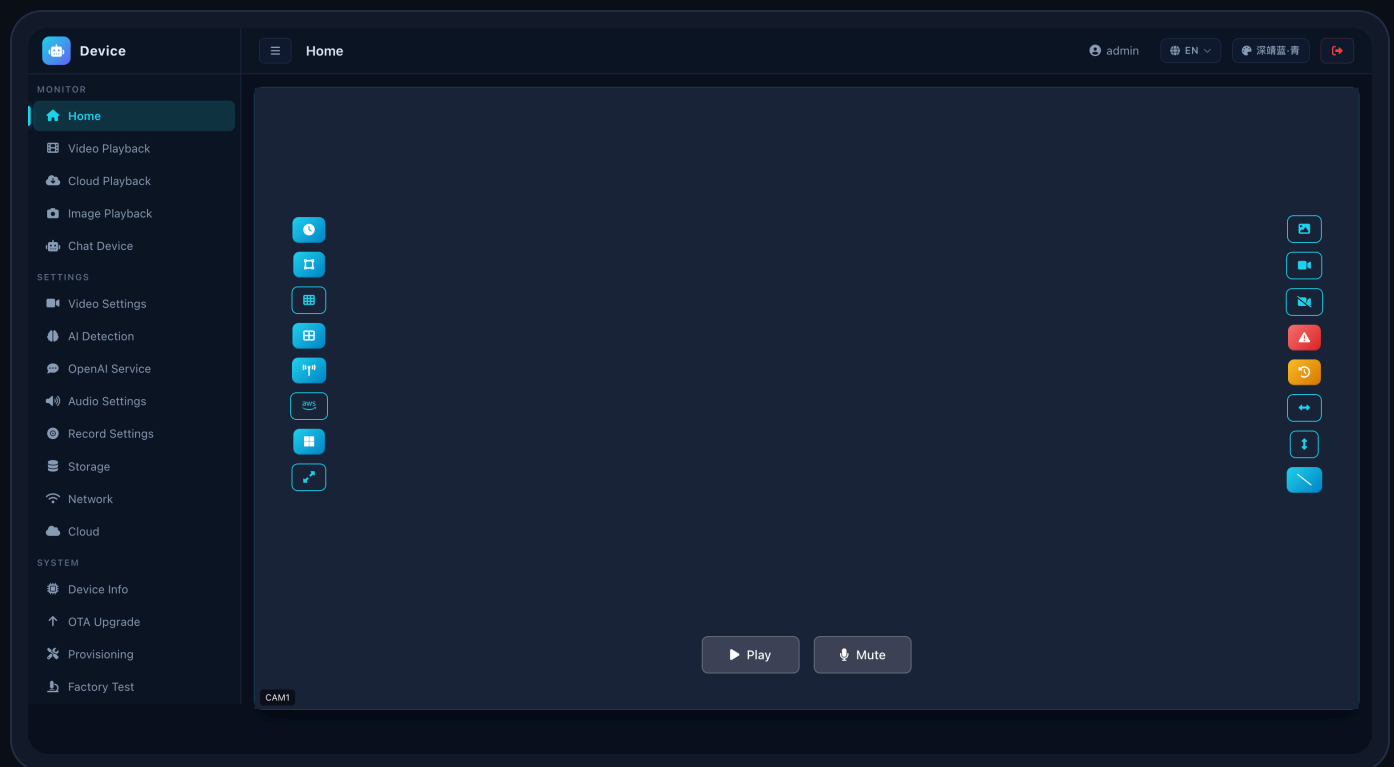 Device
Home
admin
EN
深靖蓝·青
MONITOR
Home
Video Playback
Cloud Playback
Image Playback
Chat Device
SETTINGS
Video Settings
AI Detection
OpenAI Service
Audio Settings
Record Settings
Storage
Network
Cloud
SYSTEM
Device Info
OTA Upgrade
Provisioning
Factory Test
aws
Play
Mute
CAM1